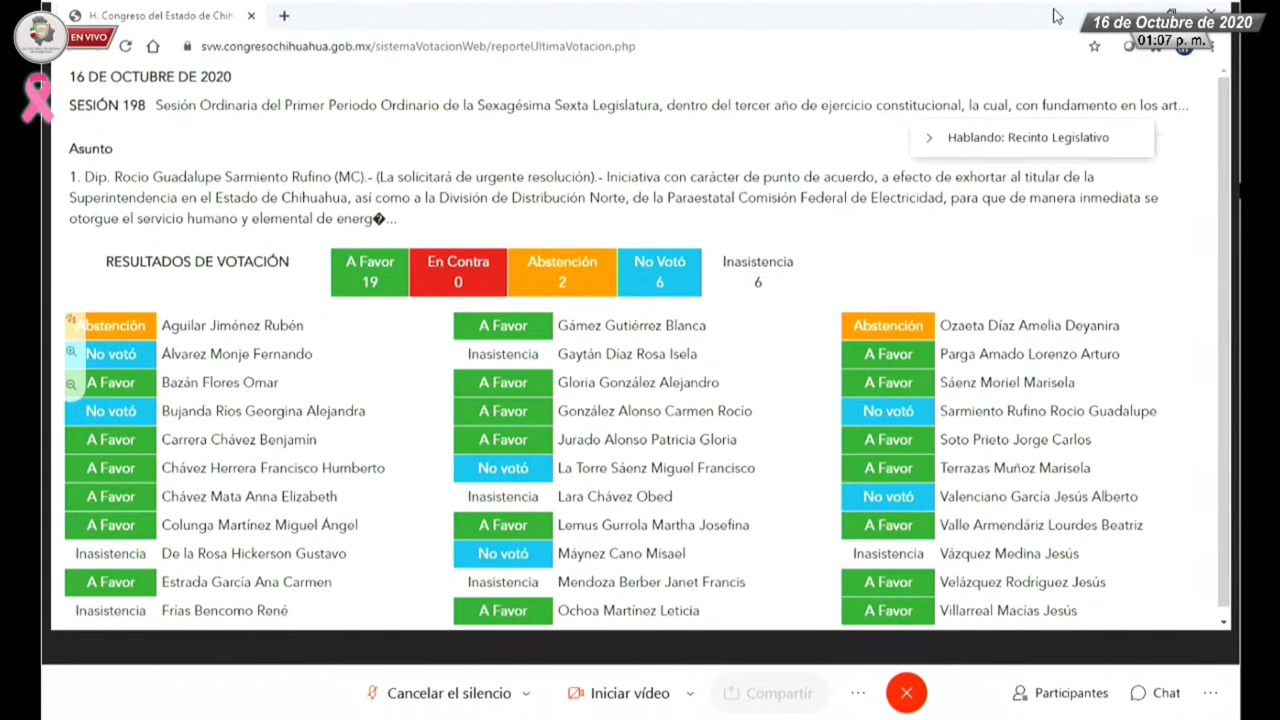 H. Congreso del Estado de Chih
16 de Octubre de 2020
EN VIVO
01:07 p. m.
svw.congresochihuahua.gob.mx/sistemaVotacionWeb/reporteUltimaVotacion.php
16 DE OCTUBRE DE 2020
SESIÓN 198 Sesión Ordinaria del Primer Periodo Ordinario de la Sexagésima Sexta Legislatura, dentro del tercer año de ejercicio constitucional, la cual, con fundamento en los art...
Hablando: Recinto Legislativo
Asunto
1. Dip. Rocio Guadalupe Sarmiento Rufino (MC).- (La solicitará de urgente resolución).- Iniciativa con carácter de punto de acuerdo, a efecto de exhortar al titular de la
Superintendencia en el Estado de Chihuahua, así como a la División de Distribución Norte, de la Paraestatal Comisión Federal de Electricidad, para que de manera inmediata se
otorgue el servicio humano y elemental de energ�...
RESULTADOS DE VOTACIÓN A Favor En Contra Abstención No Votó Inasistencia
19 0 2 6 6
Abstención Aguilar Jiménez Rubén A Favor Gámez Gutiérrez Blanca Abstención Ozaeta Díaz Amelia Deyanira
No votó Álvarez Monje Fernando Inasistencia Gaytán Díaz Rosa Isela A Favor Parga Amado Lorenzo Arturo
A Favor Bazán Flores Omar A Favor Gloria González Alejandro A Favor Sáenz Moriel Marisela
No votó Bujanda Ríos Georgina Alejandra A Favor González Alonso Carmen Rocío No votó Sarmiento Rufino Rocio Guadalupe
A Favor Carrera Chávez Benjamín A Favor Jurado Alonso Patricia Gloria A Favor Soto Prieto Jorge Carlos
A Favor Chávez Herrera Francisco Humberto No votó La Torre Sáenz Miguel Francisco A Favor Terrazas Muñoz Marisela
A Favor Chávez Mata Anna Elizabeth Inasistencia Lara Chávez Obed No votó Valenciano García Jesús Alberto
A Favor Colunga Martínez Miguel Ángel A Favor Lemus Gurrola Martha Josefina A Favor Valle Armendáriz Lourdes Beatriz
Inasistencia De la Rosa Hickerson Gustavo No votó Máynez Cano Misael Inasistencia Vázquez Medina Jesús
A Favor Estrada García Ana Carmen Inasistencia Mendoza Berber Janet Francis A Favor Velázquez Rodríguez Jesús
Inasistencia Frías Bencomo René A Favor Ochoa Martínez Leticia A Favor Villarreal Macías Jesús
Cancelar el silencio Iniciar vídeo Compartir Participantes Chat